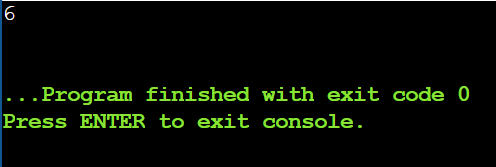 6
...Program finished with exit code 0
Press ENTER to exit console.